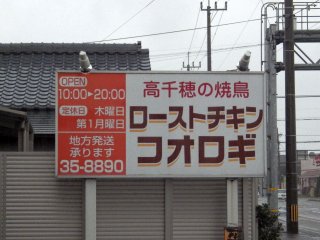 OPEN
10:00▶20:00
定休日 木曜日
第1月曜日
地方発送
承ります
35-8890
高千穂の焼鳥
ローストチキン
コオロギ